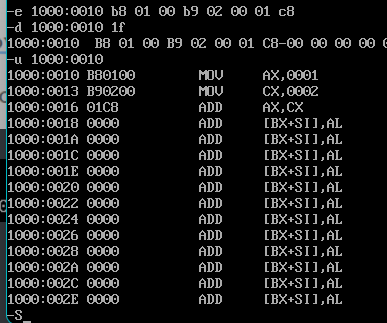 -e 1000:0010 b8 01 00 b9 02 00 01 c8
-d 1000:0010 1f
1000:0010  B8 01 00 B9 02 00 01 C8-00 00 00 00 0
-u 1000:0010
1000:0010 B80100 MOV AX,0001
1000:0013 B90200 MOV CX,0002
1000:0016 01C8 ADD AX,CX
1000:0018 0000 ADD [BX+SI],AL
1000:001A 0000 ADD [BX+SI],AL
1000:001C 0000 ADD [BX+SI],AL
1000:001E 0000 ADD [BX+SI],AL
1000:0020 0000 ADD [BX+SI],AL
1000:0022 0000 ADD [BX+SI],AL
1000:0024 0000 ADD [BX+SI],AL
1000:0026 0000 ADD [BX+SI],AL
1000:0028 0000 ADD [BX+SI],AL
1000:002A 0000 ADD [BX+SI],AL
1000:002C 0000 ADD [BX+SI],AL
1000:002E 0000 ADD [BX+SI],AL
-S_